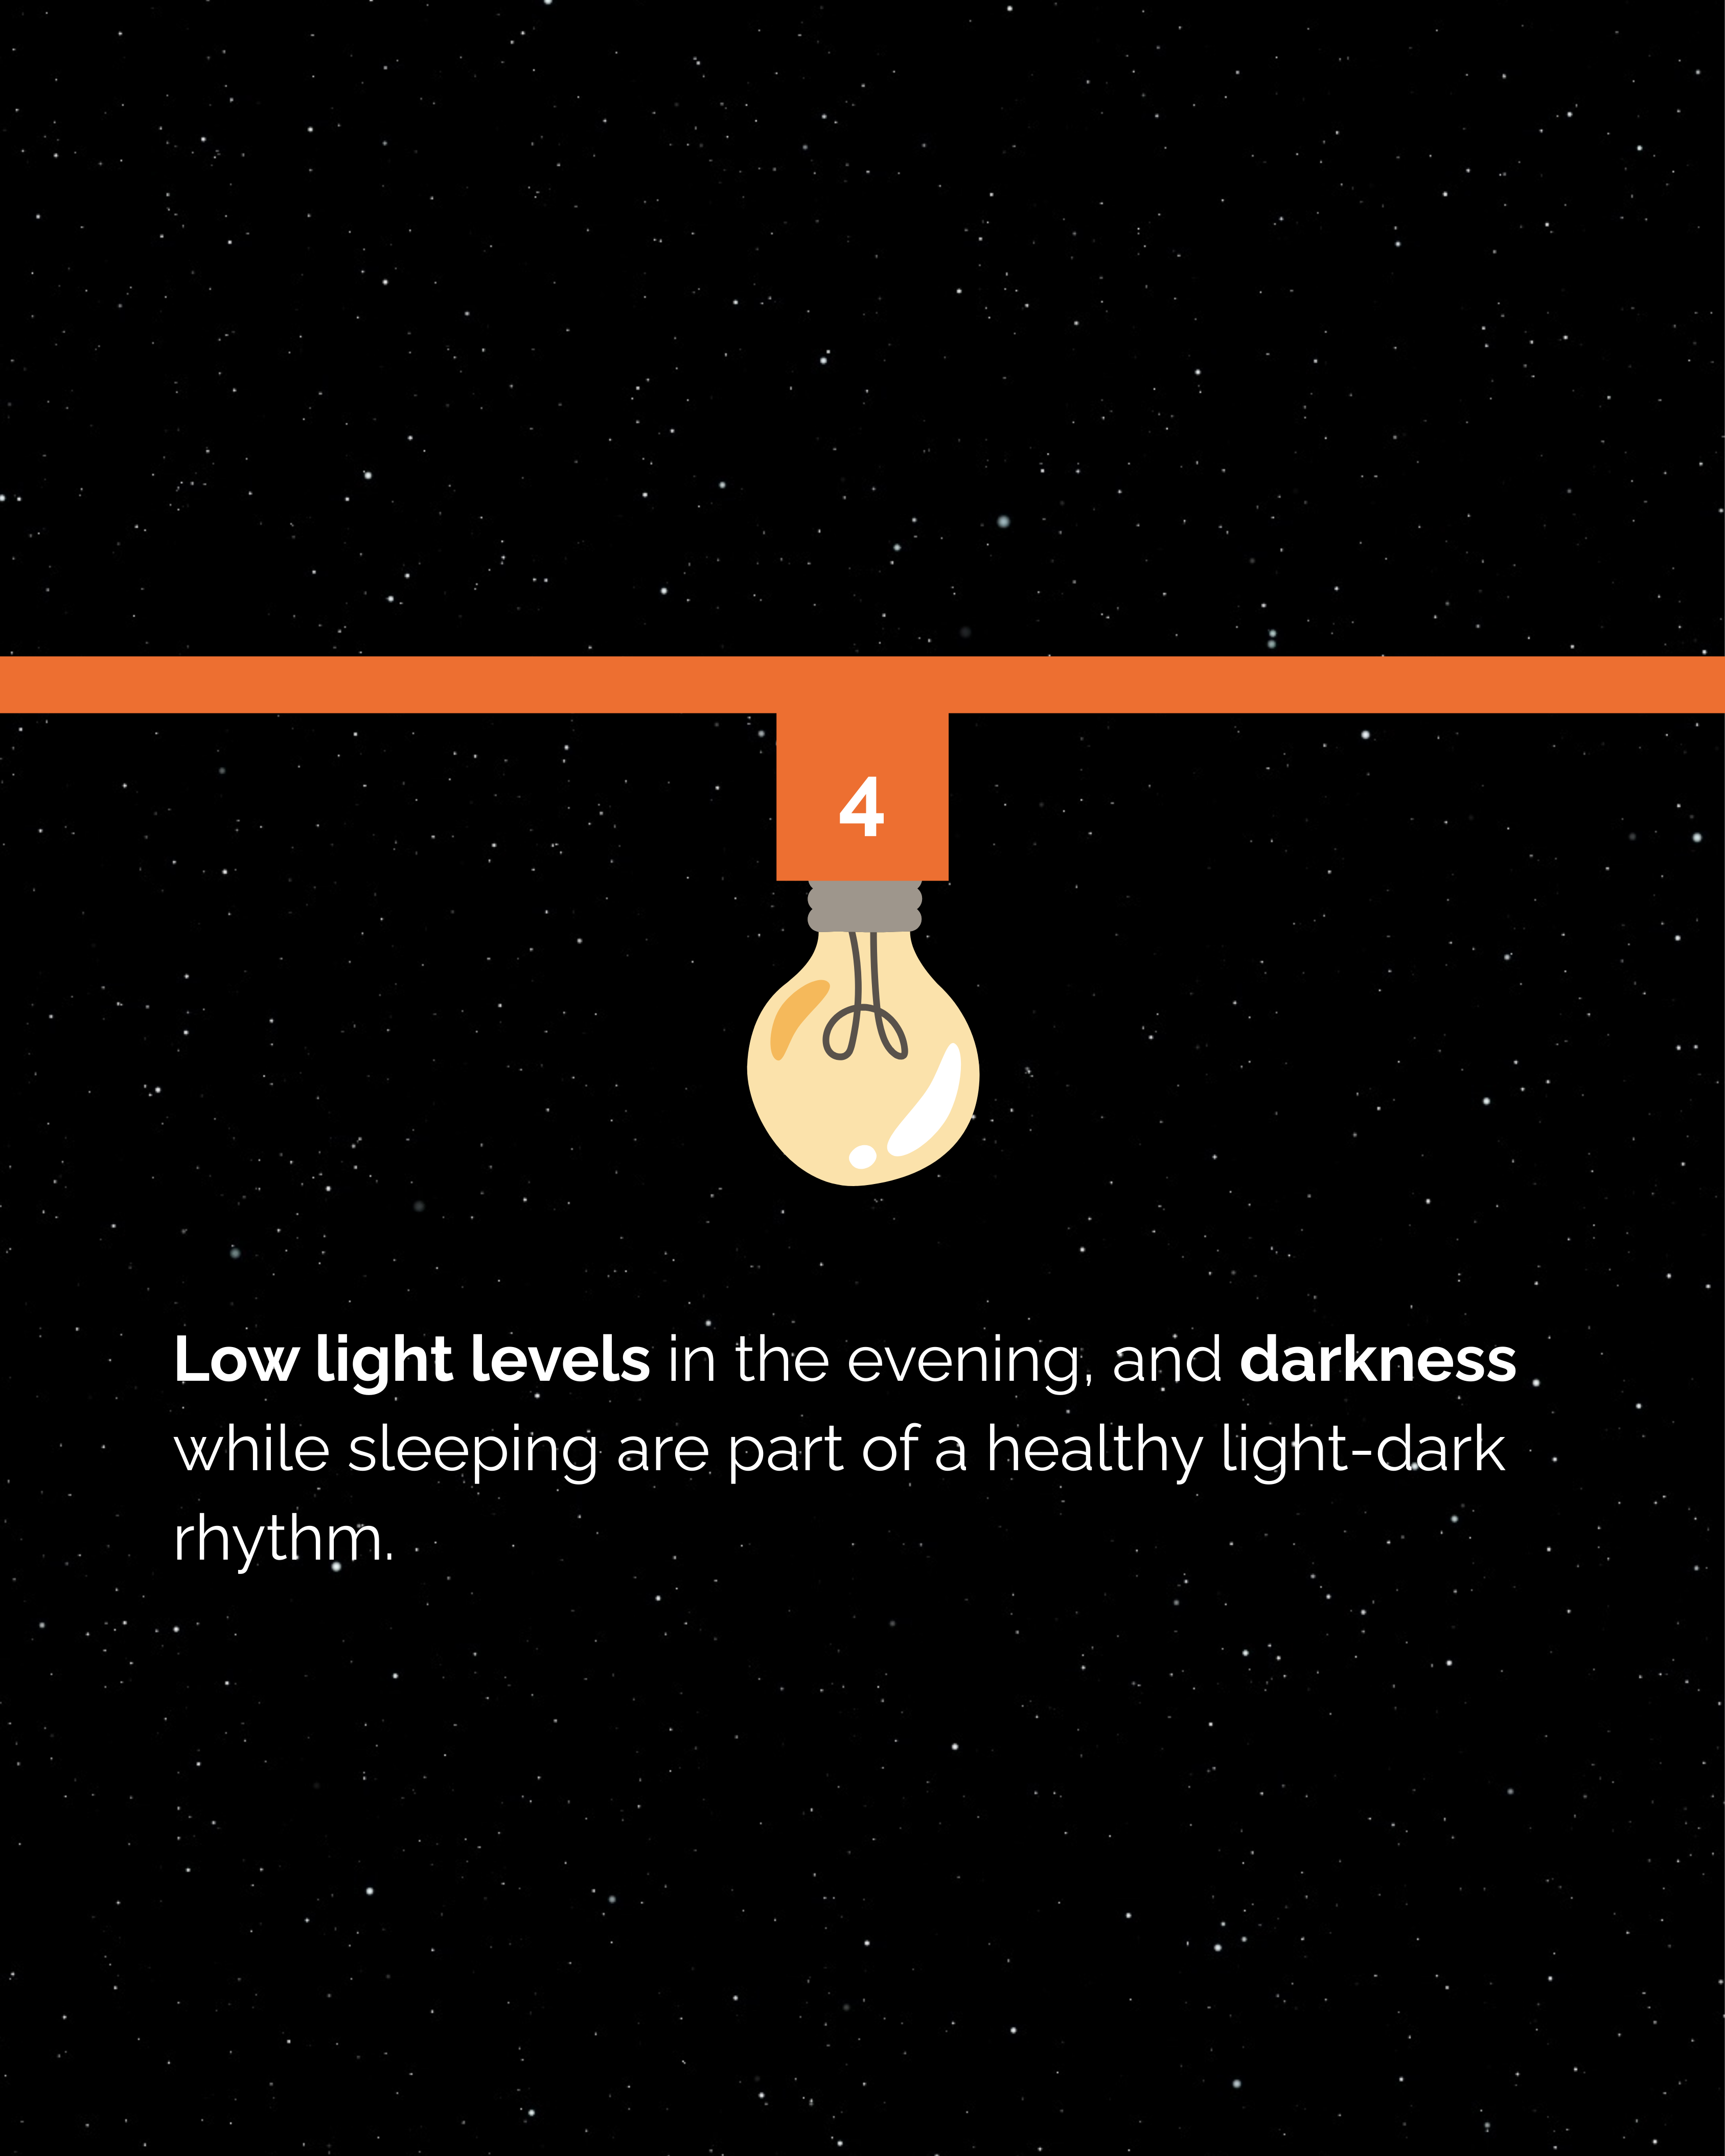 4
Low light levels in the evening, and darkness
while sleeping are part of a healthy light-dark
rhythm.